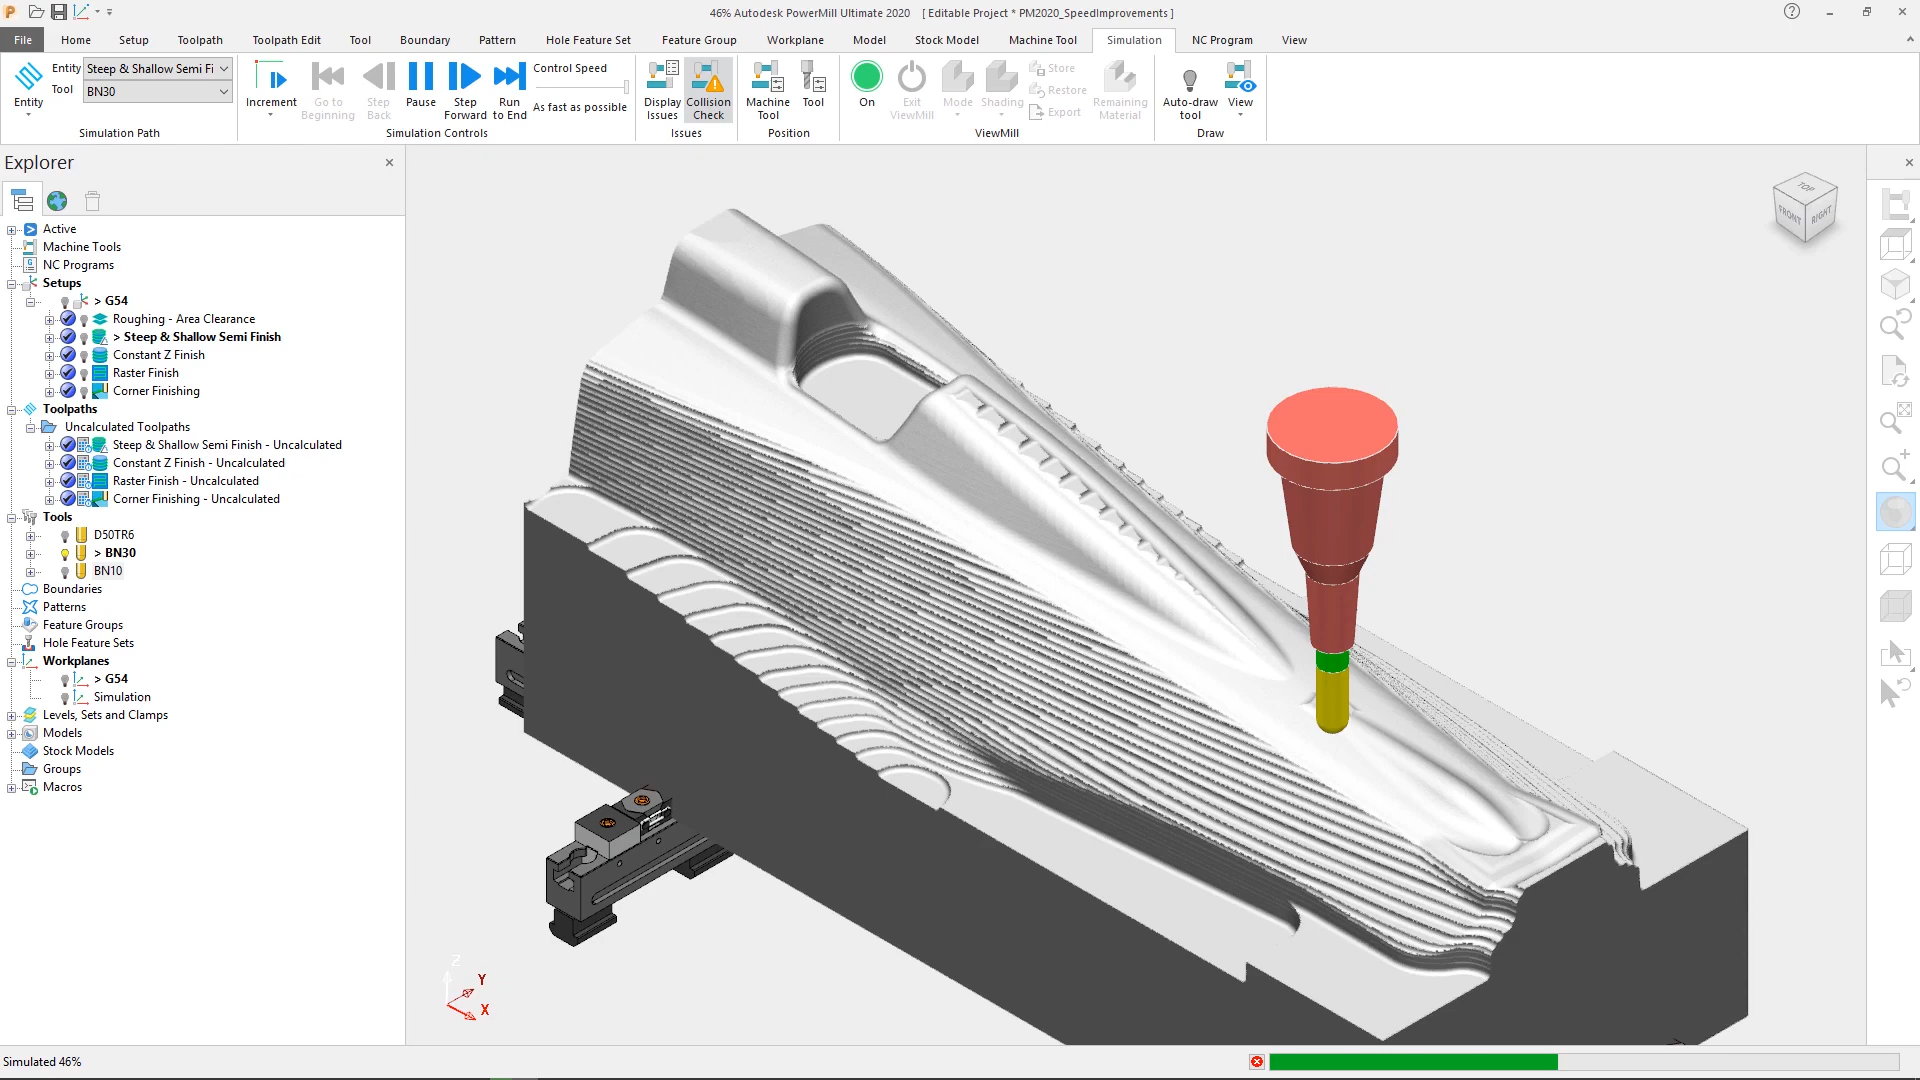 46% Autodesk PowerMill Ultimate 2020 [ Editable Project * PM2020_SpeedImprovements ]
File Home Setup Toolpath Toolpath Edit Tool Boundary Pattern Hole Feature Set Feature Group Workplane Model Stock Model Machine Tool Simulation NC Program View
Entity
Entity Steep & Shallow Semi Fi
Tool BN30
Simulation Path
Increment
Go to Beginning
Step Back
Pause
Step Forward
Run to End
Control Speed
As fast as possible
Simulation Controls
Display Issues
Collision Check
Issues
Machine Tool
Tool
Position
On
Exit ViewMill
Mode
Shading
Store
Restore
Export
Remaining Material
ViewMill
Auto-draw tool
View
Draw
Explorer
Active
Machine Tools
NC Programs
Setups
> G54
Roughing - Area Clearance
> Steep & Shallow Semi Finish
Constant Z Finish
Raster Finish
Corner Finishing
Toolpaths
Uncalculated Toolpaths
Steep & Shallow Semi Finish - Uncalculated
Constant Z Finish - Uncalculated
Raster Finish - Uncalculated
Corner Finishing - Uncalculated
Tools
D50TR6
> BN30
BN10
Boundaries
Patterns
Feature Groups
Hole Feature Sets
Workplanes
> G54
Simulation
Levels, Sets and Clamps
Models
Stock Models
Groups
Macros
TOP
FRONT
RIGHT
Z
Y
X
Simulated 46%